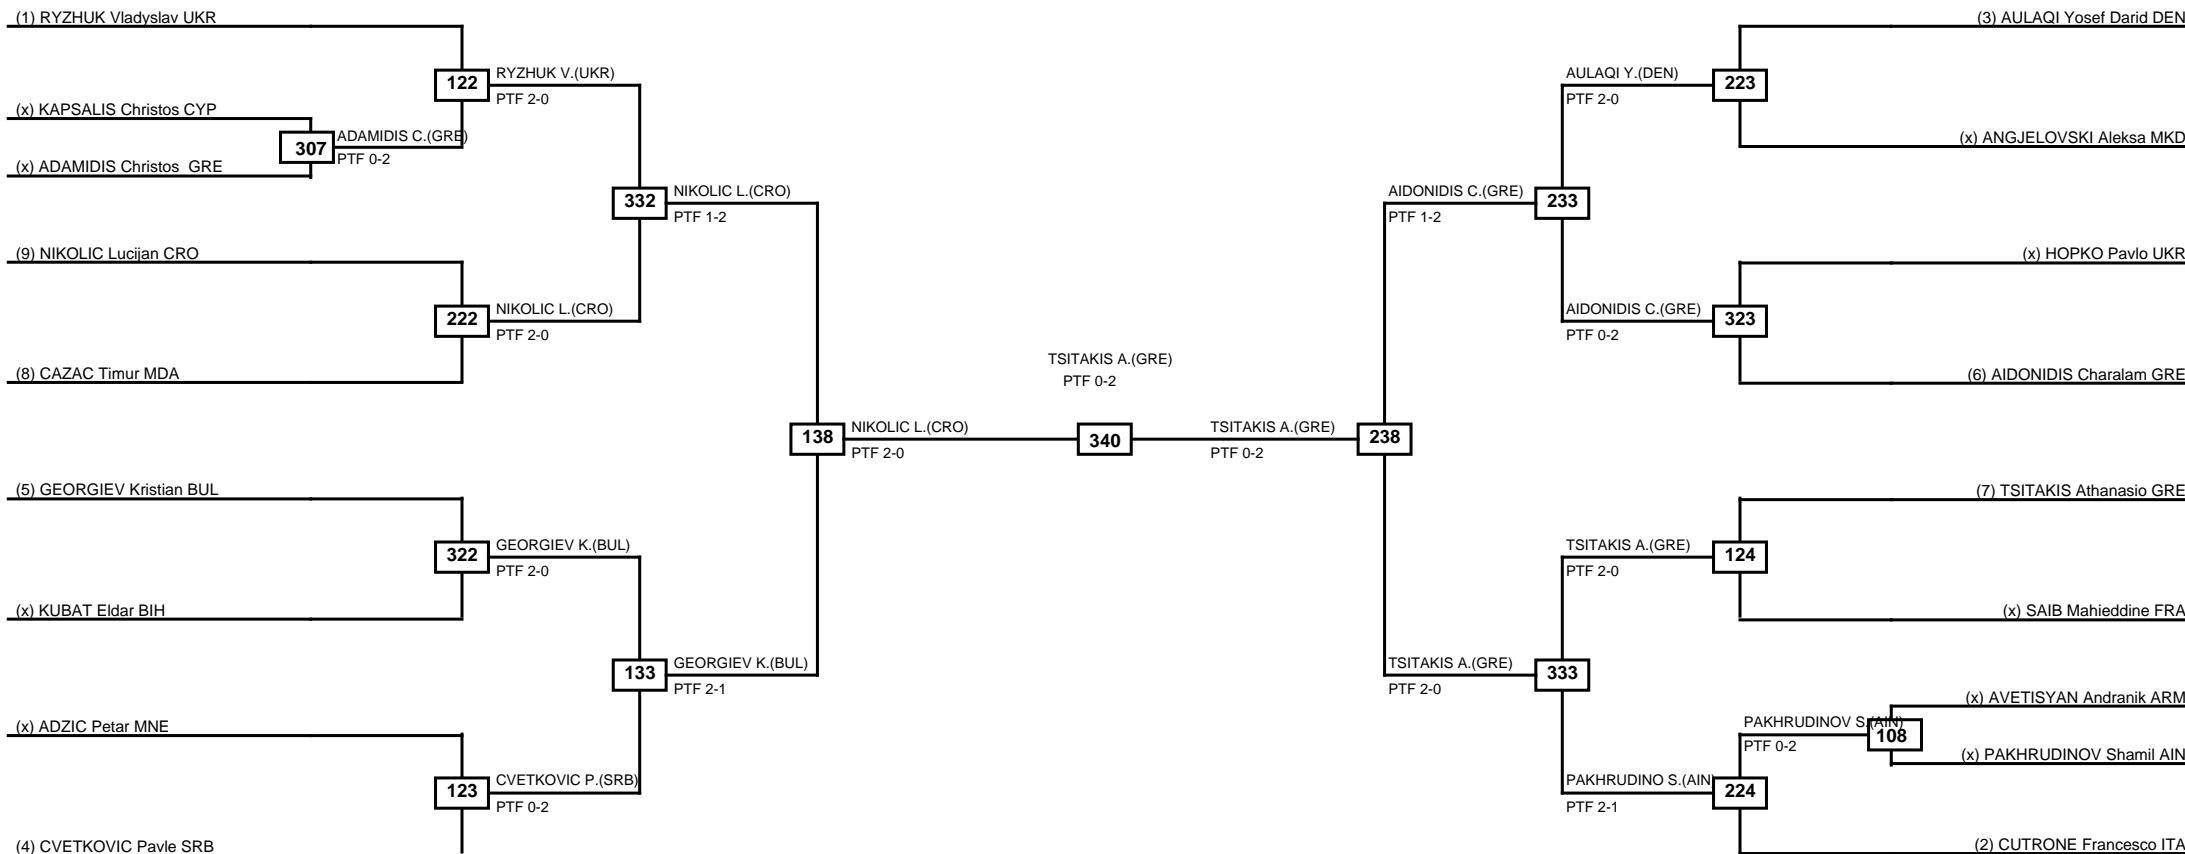 (1) RYZHUK Vladyslav UKR
122
RYZHUK V.(UKR)
PTF 2-0
(x) KAPSALIS Christos CYP
307
ADAMIDIS C.(GRE)
PTF 0-2
(x) ADAMIDIS Christos  GRE
332
NIKOLIC L.(CRO)
PTF 1-2
(9) NIKOLIC Lucijan CRO
222
NIKOLIC L.(CRO)
PTF 2-0
(8) CAZAC Timur MDA
138
NIKOLIC L.(CRO)
PTF 2-0
(5) GEORGIEV Kristian BUL
322
GEORGIEV K.(BUL)
PTF 2-0
(x) KUBAT Eldar BIH
133
GEORGIEV K.(BUL)
PTF 2-1
(x) ADZIC Petar MNE
123
CVETKOVIC P.(SRB)
PTF 0-2
(4) CVETKOVIC Pavle SRB
TSITAKIS A.(GRE)
PTF 0-2
340
(3) AULAQI Yosef Darid DEN
AULAQI Y.(DEN)
PTF 2-0
223
(x) ANGJELOVSKI Aleksa MKD
AIDONIDIS C.(GRE)
PTF 1-2
233
(x) HOPKO Pavlo UKR
AIDONIDIS C.(GRE)
PTF 0-2
323
(6) AIDONIDIS Charalam GRE
TSITAKIS A.(GRE)
PTF 0-2
238
(7) TSITAKIS Athanasio GRE
TSITAKIS A.(GRE)
PTF 2-0
124
(x) SAIB Mahieddine FRA
TSITAKIS A.(GRE)
PTF 2-0
333
(x) AVETISYAN Andranik ARM
PAKHRUDINOV S.(AIN)
PTF 0-2
108
(x) PAKHRUDINOV Shamil AIN
PAKHRUDINO S.(AIN
PTF 2-1
224
(2) CUTRONE Francesco ITA